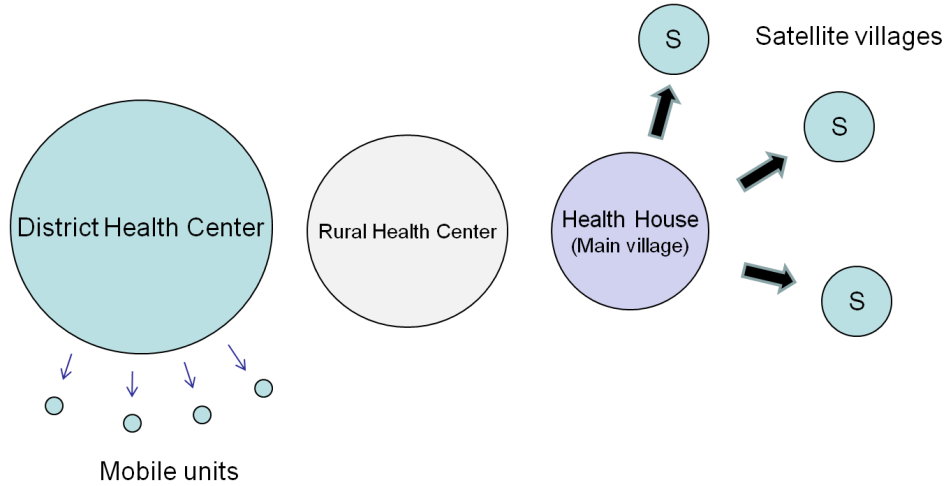 S
Satellite villages
S
District Health Center
Rural Health Center
Health House
(Main village)
S
Mobile units